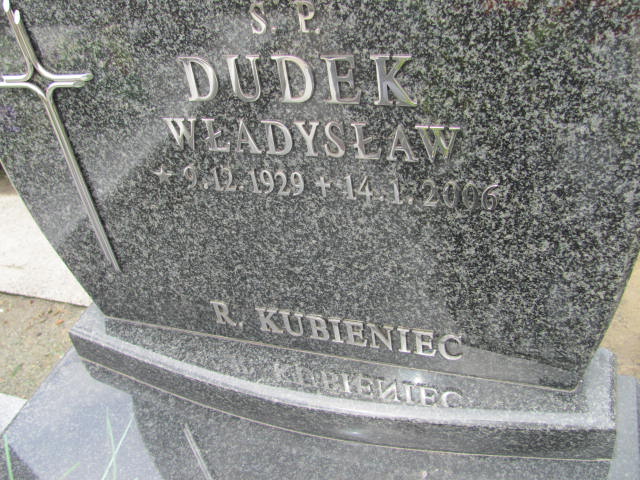 S. P.
DUDEK
WŁADYSŁAW
* 9.12.1929 + 14.1.2006
R. KUBIENIEC